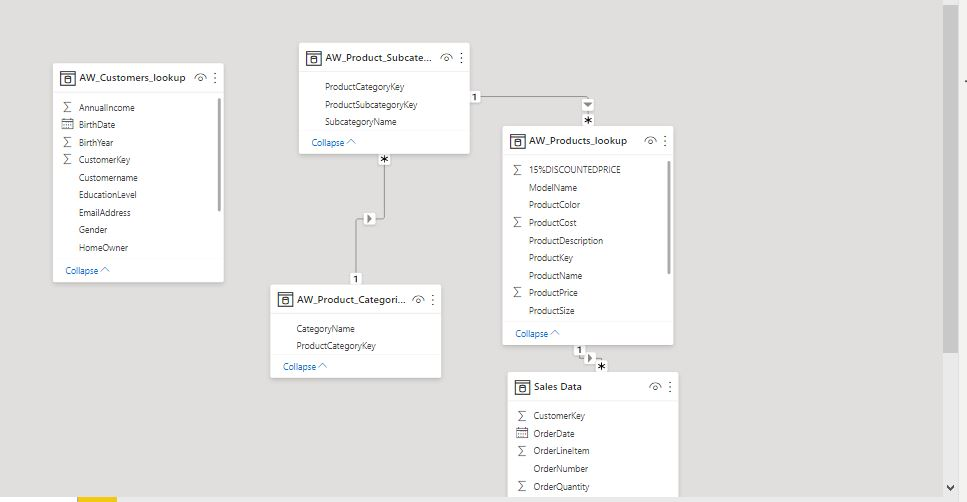 AW_Customers_lookup
AnnualIncome
BirthDate
BirthYear
CustomerKey
Customername
EducationLevel
EmailAddress
Gender
HomeOwner
Collapse
AW_Product_Subcate...
ProductCategoryKey
ProductSubcategoryKey
SubcategoryName
Collapse
1
*
*
1
AW_Product_Categori...
CategoryName
ProductCategoryKey
Collapse
AW_Products_lookup
15%DISCOUNTEDPRICE
ModelName
ProductColor
ProductCost
ProductDescription
ProductKey
ProductName
ProductPrice
ProductSize
Collapse
1
*
Sales Data
CustomerKey
OrderDate
OrderLineItem
OrderNumber
OrderQuantity